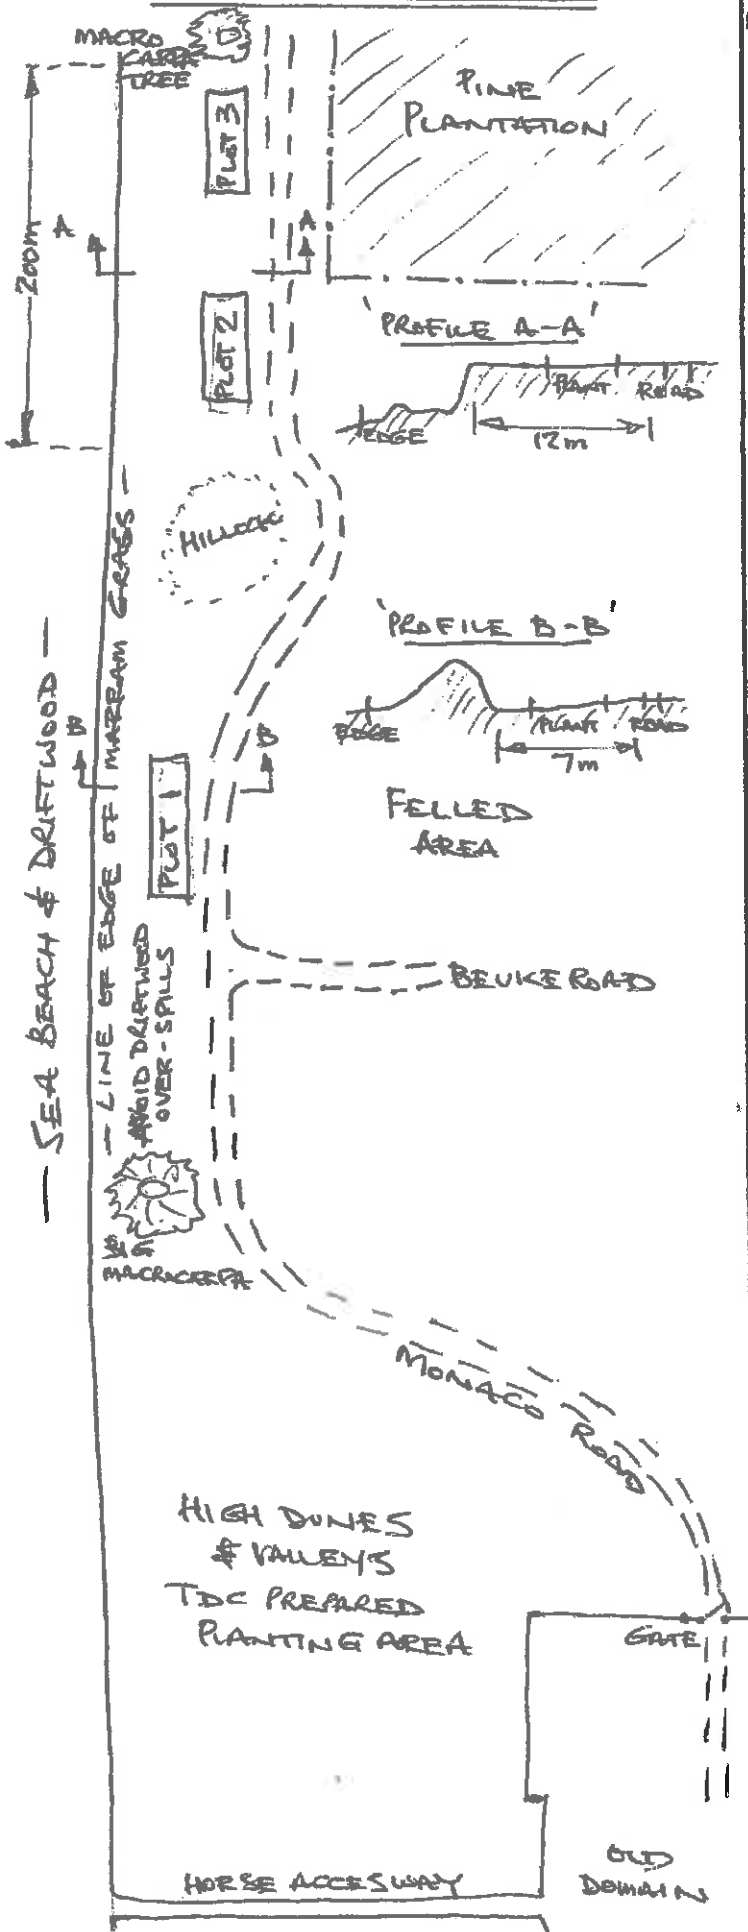 MACRO
CARPA
TREE
PLOT 3
PINE
PLANTATION
200m
A
A
PLOT 2
'PROFILE A-A'
PLANT
ROAD
EDGE
12m
HILLOCK
'PROFILE B-B'
EDGE
PLANT
ROAD
7m
B
B
PLOT 1
FELLED
AREA
— SEA BEACH & DRIFTWOOD —
— LINE OF EDGE OF MARRAM GRASS —
AVOID DRIFTWOOD
OVER-SPILLS
BEUKE ROAD
MACROCARPA
MONACO ROAD
HIGH DUNES
& VALLEYS
TDC PREPARED
PLANTING AREA
GATE
HORSE ACCESWAY
OLD
DOMAIN